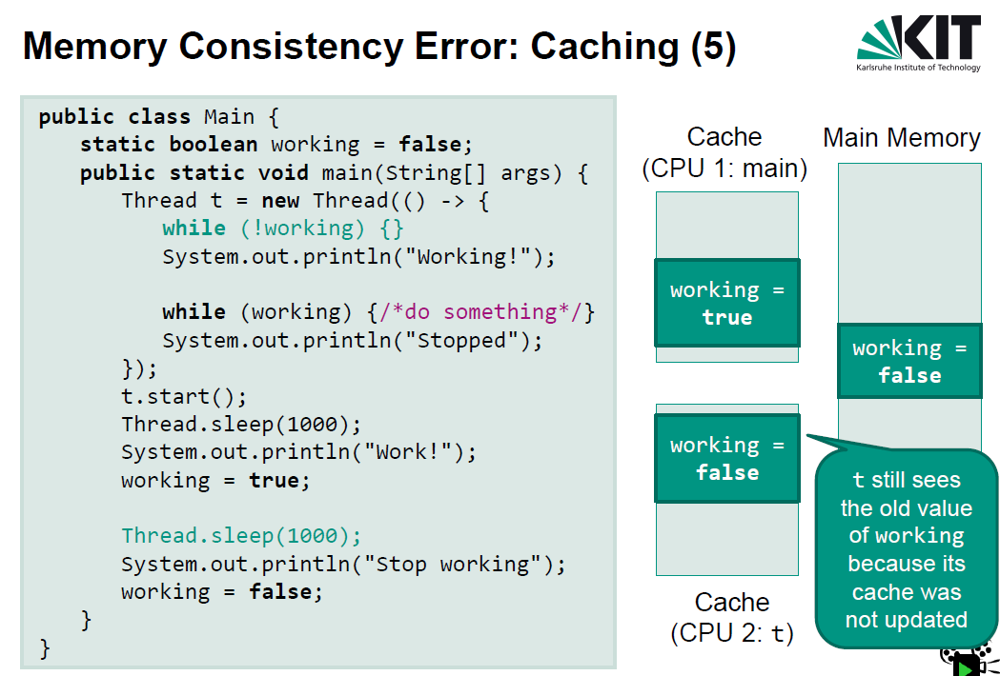 Memory Consistency Error: Caching (5)
KIT
Karlsruhe Institute of Technology
public class Main {
static boolean working = false;
public static void main(String[] args) {
Thread t = new Thread(() -> {
while (!working) {}
System.out.println("Working!");
while (working) {/*do something*/}
System.out.println("Stopped");
});
t.start();
Thread.sleep(1000);
System.out.println("Work!");
working = true;
Thread.sleep(1000);
System.out.println("Stop working");
working = false;
}
}
Cache
(CPU 1: main)
working =
true
working =
false
Cache
(CPU 2: t)
Main Memory
working =
false
t still sees
the old value
of working
because its
cache was
not updated